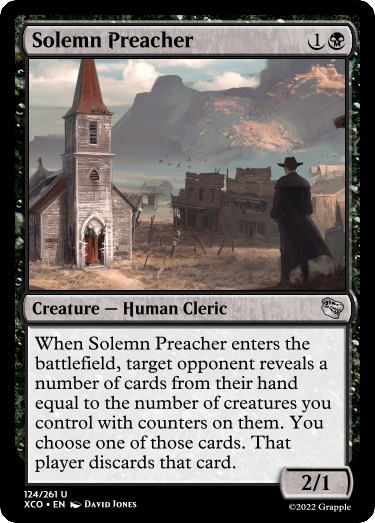 Solemn Preacher 1
Creature — Human Cleric
When Solemn Preacher enters the
battlefield, target opponent reveals a
number of cards from their hand
equal to the number of creatures you
control with counters on them. You
choose one of those cards. That
player discards that card.
2/1
124/261 U
XCO • EN DAVID JONES
©2022 Grapple